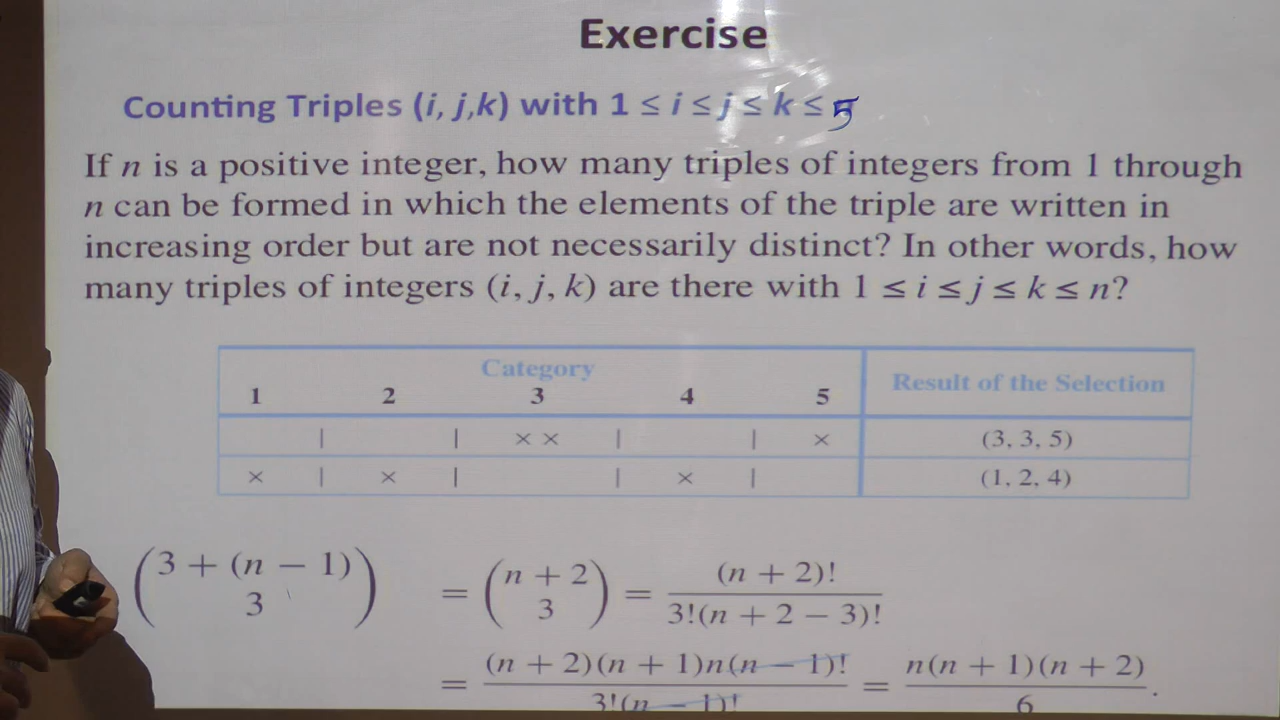 Exercise
Counting Triples (i, j,k) with 1 ≤ i ≤ j ≤ k ≤ 5
If n is a positive integer, how many triples of integers from 1 through
n can be formed in which the elements of the triple are written in
increasing order but are not necessarily distinct? In other words, how
many triples of integers (i, j, k) are there with 1 ≤ i ≤ j ≤ k ≤ n?
Category Result of the Selection
1 2 3 4 5
| | × × | | × (3, 3, 5)
× | × | | × | (1, 2, 4)
(3 + (n − 1) 3) = (n + 2 3) = (n + 2)! / 3!(n + 2 − 3)!
= (n + 2)(n + 1)n(n − 1)! / 3!(n − 1)! = n(n + 1)(n + 2) / 6 .